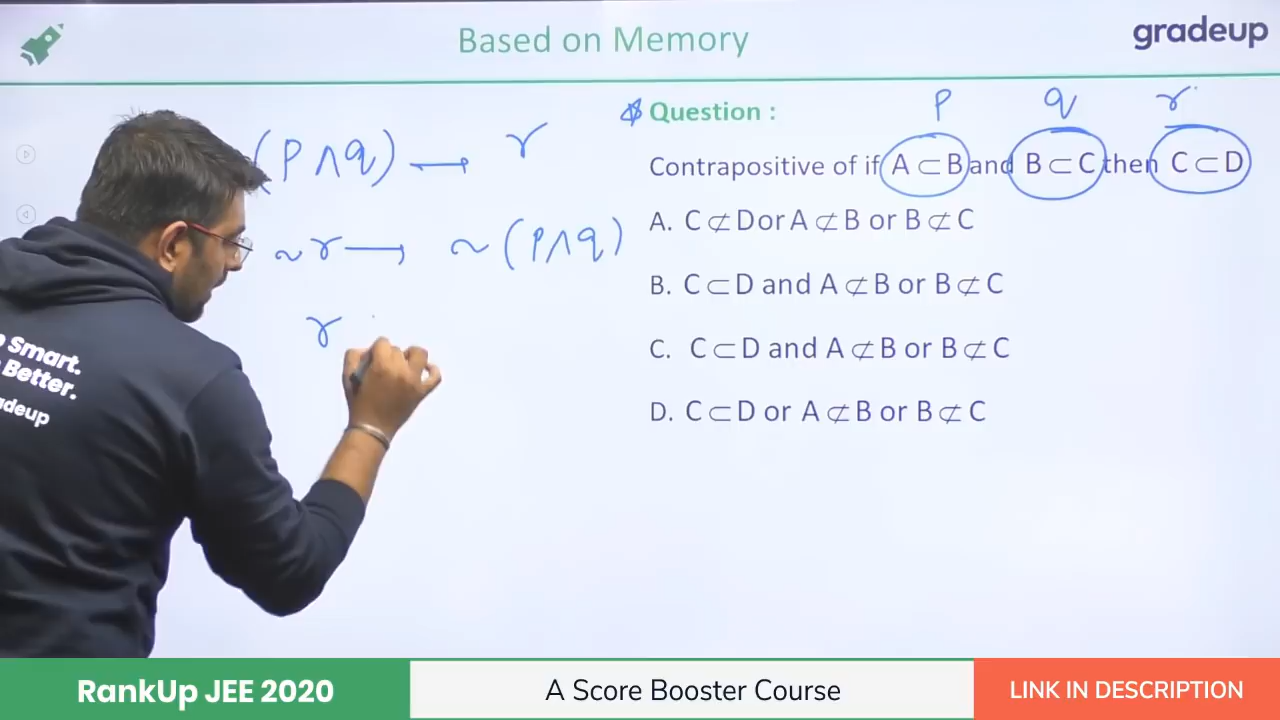 Based on Memory
gradeup
p q r
Question :
(P ∧ q) → r
Contrapositive of if A ⊂ B and B ⊂ C then C ⊂ D
A. C ⊄ D or A ⊄ B or B ⊄ C
~ r → ~ (P ∧ q)
B. C ⊂ D and A ⊄ B or B ⊄ C
r
C. C ⊂ D and A ⊄ B or B ⊄ C
D. C ⊂ D or A ⊄ B or B ⊄ C
Smart.
Better.
RankUp JEE 2020
A Score Booster Course
LINK IN DESCRIPTION